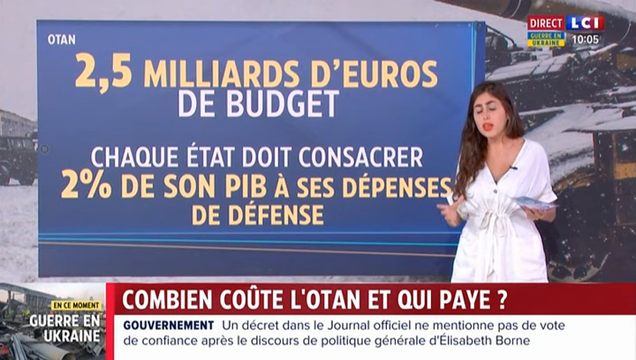 OTAN
2,5 MILLIARDS D'EUROS
DE BUDGET
CHAQUE ÉTAT DOIT CONSACRER
2% DE SON PIB À SES DÉPENSES
DE DÉFENSE
DIRECT LCI
GUERRE EN
UKRAINE
10:05
EN CE MOMENT
GUERRE EN
UKRAINE
COMBIEN COÛTE L'OTAN ET QUI PAYE ?
GOUVERNEMENT Un décret dans le Journal officiel ne mentionne pas de vote
de confiance après le discours de politique générale d'Élisabeth Borne